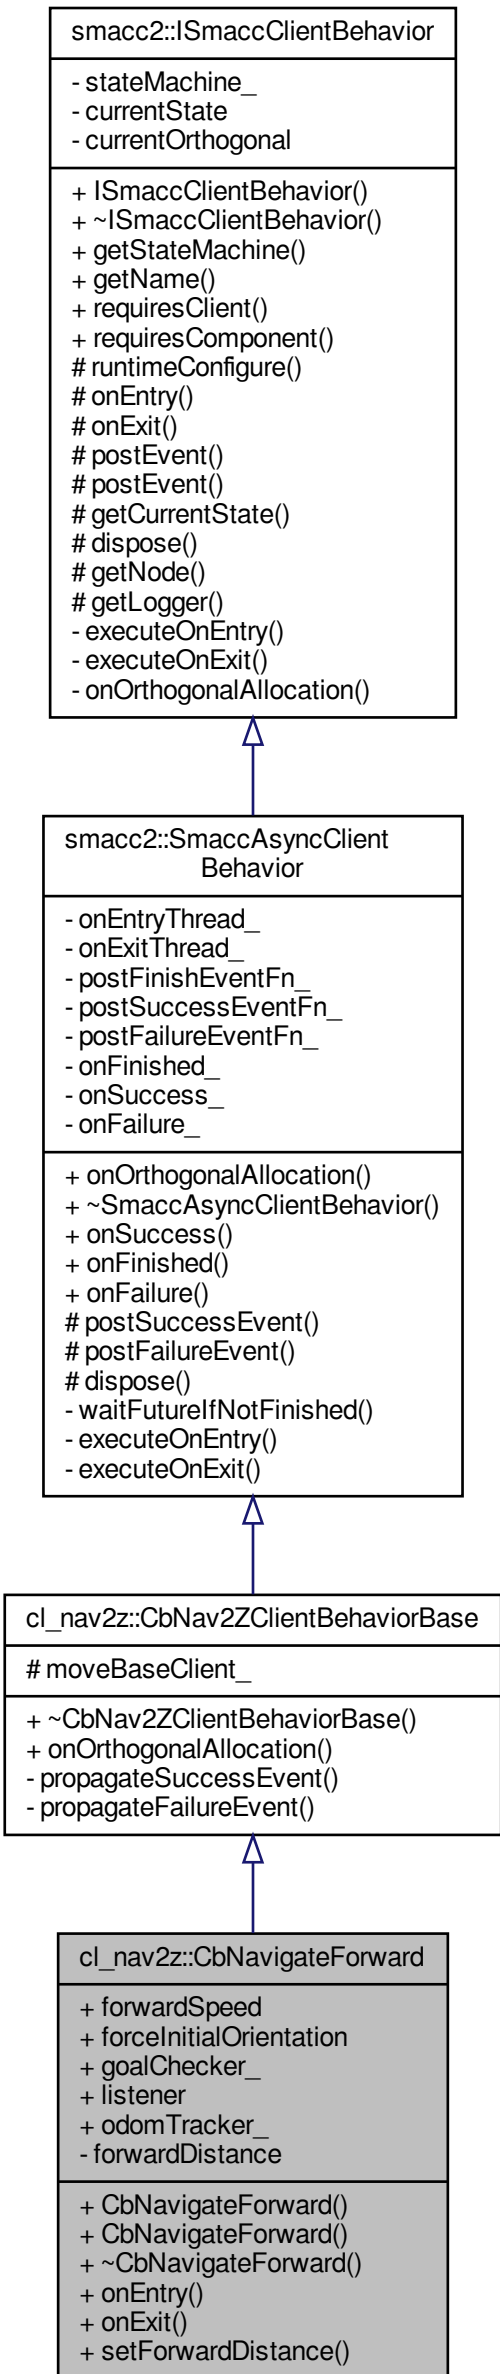 smacc2::ISmaccClientBehavior
- stateMachine_
- currentState
- currentOrthogonal
+ ISmaccClientBehavior()
+ ~ISmaccClientBehavior()
+ getStateMachine()
+ getName()
+ requiresClient()
+ requiresComponent()
# runtimeConfigure()
# onEntry()
# onExit()
# postEvent()
# postEvent()
# getCurrentState()
# dispose()
# getNode()
# getLogger()
- executeOnEntry()
- executeOnExit()
- onOrthogonalAllocation()
smacc2::SmaccAsyncClient
Behavior
- onEntryThread_
- onExitThread_
- postFinishEventFn_
- postSuccessEventFn_
- postFailureEventFn_
- onFinished_
- onSuccess_
- onFailure_
+ onOrthogonalAllocation()
+ ~SmaccAsyncClientBehavior()
+ onSuccess()
+ onFinished()
+ onFailure()
# postSuccessEvent()
# postFailureEvent()
# dispose()
- waitFutureIfNotFinished()
- executeOnEntry()
- executeOnExit()
cl_nav2z::CbNav2ZClientBehaviorBase
# moveBaseClient_
+ ~CbNav2ZClientBehaviorBase()
+ onOrthogonalAllocation()
- propagateSuccessEvent()
- propagateFailureEvent()
cl_nav2z::CbNavigateForward
+ forwardSpeed
+ forceInitialOrientation
+ goalChecker_
+ listener
+ odomTracker_
- forwardDistance
+ CbNavigateForward()
+ CbNavigateForward()
+ ~CbNavigateForward()
+ onEntry()
+ onExit()
+ setForwardDistance()